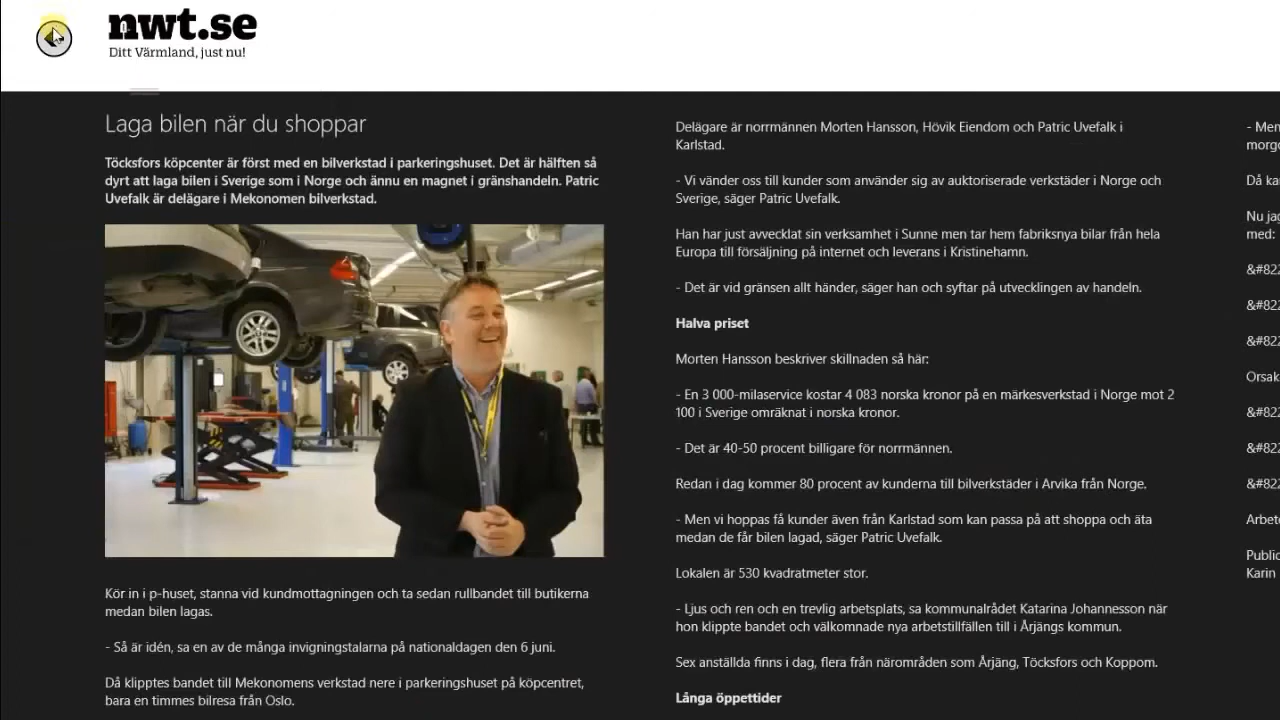 nwt.se
Ditt Värmland, just nu!
Laga bilen när du shoppar
Töcksfors köpcenter är först med en bilverkstad i parkeringshuset. Det är hälften så
dyrt att laga bilen i Sverige som i Norge och ännu en magnet i gränshandeln. Patric
Uvefalk är delägare i Mekonomen bilverkstad.
Kör in i p-huset, stanna vid kundmottagningen och ta sedan rullbandet till butikerna
medan bilen lagas.
- Så är idén, sa en av de många invigningstalarna på nationaldagen den 6 juni.
Då klipptes bandet till Mekonomens verkstad nere i parkeringshuset på köpcentret,
bara en timmes bilresa från Oslo.
Delägare är norrmännen Morten Hansson, Hövik Eiendom och Patric Uvefalk i
Karlstad.
- Vi vänder oss till kunder som använder sig av auktoriserade verkstäder i Norge och
Sverige, säger Patric Uvefalk.
Han har just avvecklat sin verksamhet i Sunne men tar hem fabriksnya bilar från hela
Europa till försäljning på internet och leverans i Kristinehamn.
- Det är vid gränsen allt händer, säger han och syftar på utvecklingen av handeln.
Halva priset
Morten Hansson beskriver skillnaden så här:
- En 3 000-milaservice kostar 4 083 norska kronor på en märkesverkstad i Norge mot 2
100 i Sverige omräknat i norska kronor.
- Det är 40-50 procent billigare för norrmännen.
Redan i dag kommer 80 procent av kunderna till bilverkstäder i Arvika från Norge.
- Men vi hoppas få kunder även från Karlstad som kan passa på att shoppa och äta
medan de får bilen lagad, säger Patric Uvefalk.
Lokalen är 530 kvadratmeter stor.
- Ljus och ren och en trevlig arbetsplats, sa kommunalrådet Katarina Johannesson när
hon klippte bandet och välkomnade nya arbetstillfällen till i Årjängs kommun.
Sex anställda finns i dag, flera från närområden som Årjäng, Töcksfors och Koppom.
Långa öppettider
- Men
morgo
Då ka
Nu jag
med:
&#822
&#822
&#822
Orsak
&#822
&#822
&#822
Arbet
Public
Karin